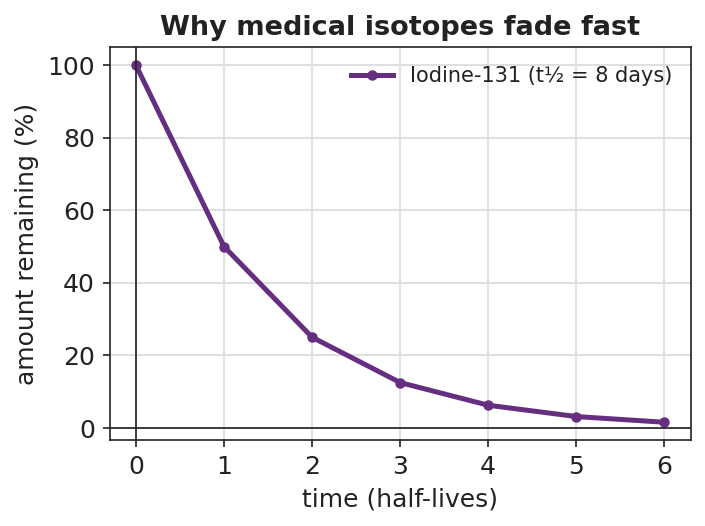 Why medical isotopes fade fast
Iodine-131 (t½ = 8 days)
amount remaining (%)
100
80
60
40
20
0
0 1 2 3 4 5 6
time (half-lives)